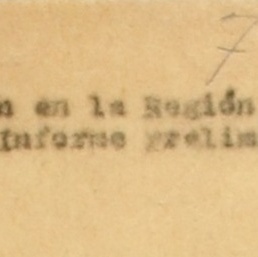 7
n en la Región
Informe prelim